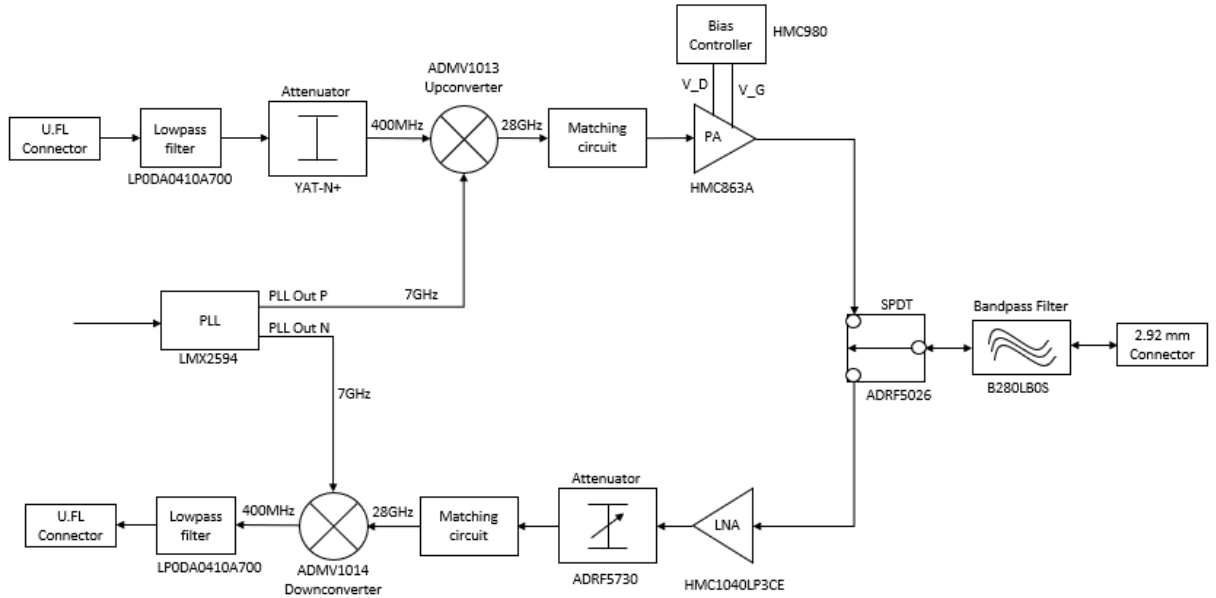 Bias
Controller
HMC980
V_D
V_G
ADMV1013
Upconverter
Attenuator
U.FL
Connector
Lowpass
filter
400MHz
28GHz
Matching
circuit
PA
LP0DA0410A700
YAT-N+
HMC863A
PLL Out P
7GHz
PLL
PLL Out N
LMX2594
SPDT
Bandpass Filter
2.92 mm
Connector
ADRF5026
B280LB0S
7GHz
Attenuator
U.FL
Connector
Lowpass
filter
400MHz
28GHz
Matching
circuit
LNA
LP0DA0410A700
ADMV1014
Downconverter
ADRF5730
HMC1040LP3CE